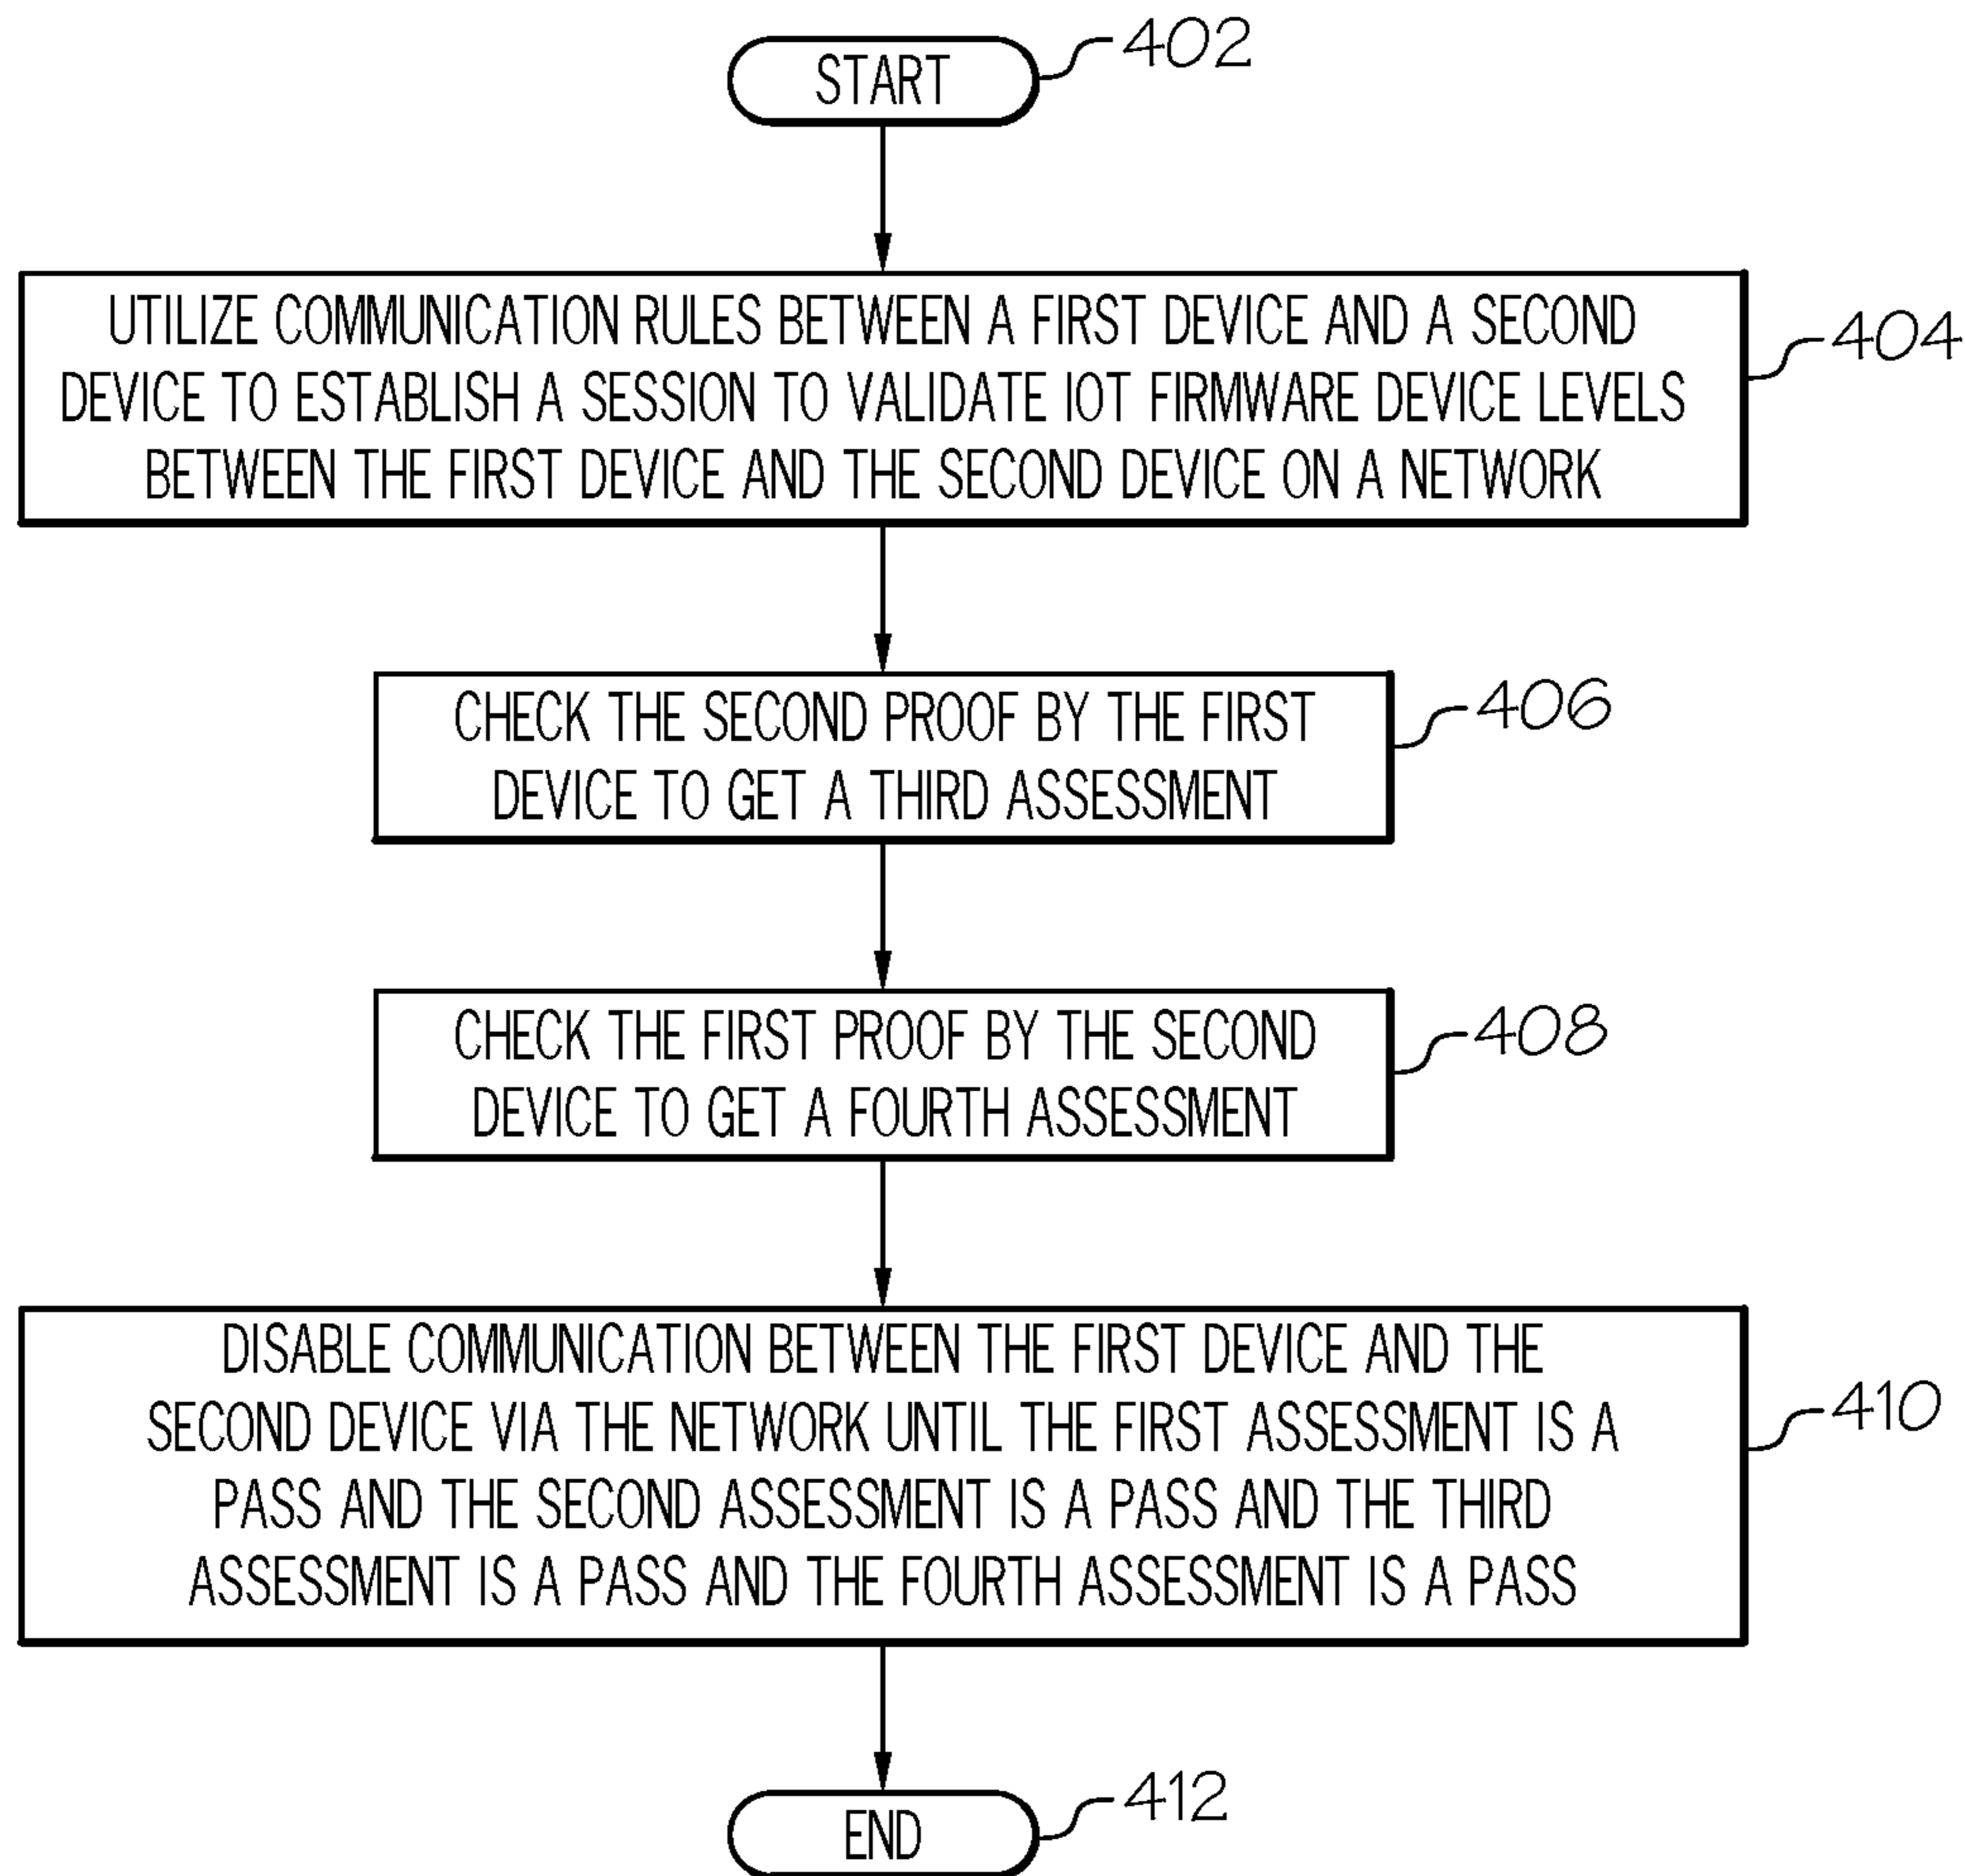 START
402
UTILIZE COMMUNICATION RULES BETWEEN A FIRST DEVICE AND A SECOND
DEVICE TO ESTABLISH A SESSION TO VALIDATE IOT FIRMWARE DEVICE LEVELS
BETWEEN THE FIRST DEVICE AND THE SECOND DEVICE ON A NETWORK
404
CHECK THE SECOND PROOF BY THE FIRST
DEVICE TO GET A THIRD ASSESSMENT
406
CHECK THE FIRST PROOF BY THE SECOND
DEVICE TO GET A FOURTH ASSESSMENT
408
DISABLE COMMUNICATION BETWEEN THE FIRST DEVICE AND THE
SECOND DEVICE VIA THE NETWORK UNTIL THE FIRST ASSESSMENT IS A
PASS AND THE SECOND ASSESSMENT IS A PASS AND THE THIRD
ASSESSMENT IS A PASS AND THE FOURTH ASSESSMENT IS A PASS
410
END
412